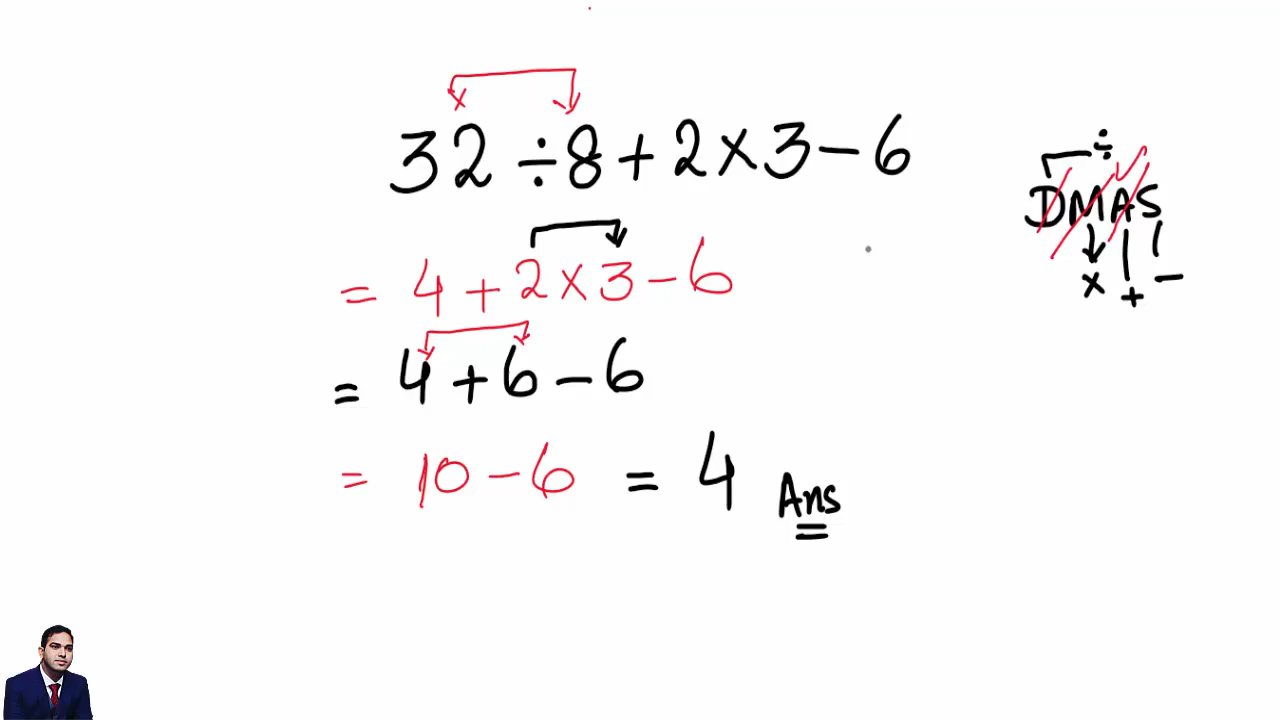 32 ÷ 8 + 2 × 3 − 6
÷
DMAS
× + −
= 4 + 2 × 3 − 6
= 4 + 6 − 6
= 10 − 6 = 4 Ans